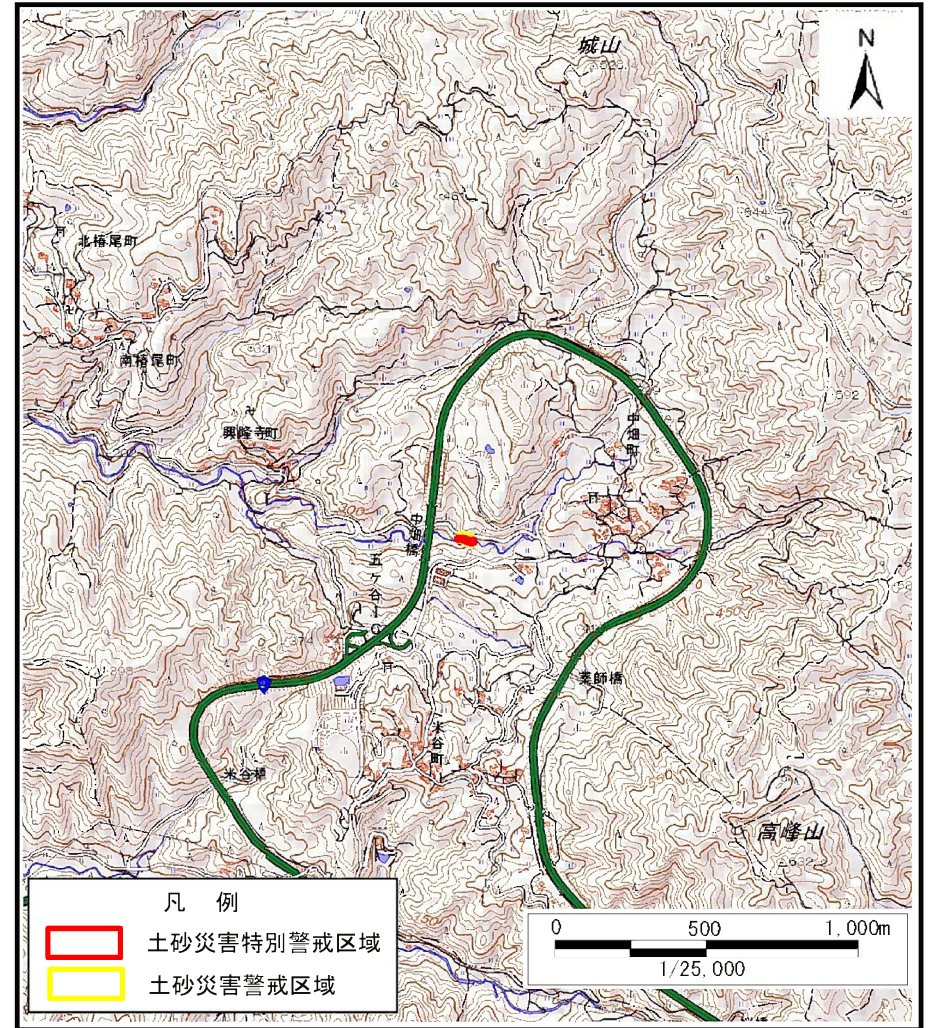 城山
N
北椿尾町
南椿尾町
興隆寺町
中畑町
中畑橋
五ヶ谷
薬師橋
米谷町
米谷橋
高峰山
632.2
凡 例
土砂災害特別警戒区域
土砂災害警戒区域
0 500 1,000m
1/25,000